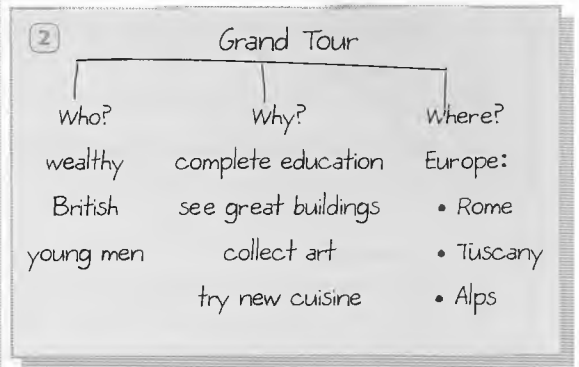 2
Grand Tour
Who? Why? Where?
wealthy complete education Europe:
British see great buildings • Rome
young men collect art • Tuscany
try new cuisine • Alps